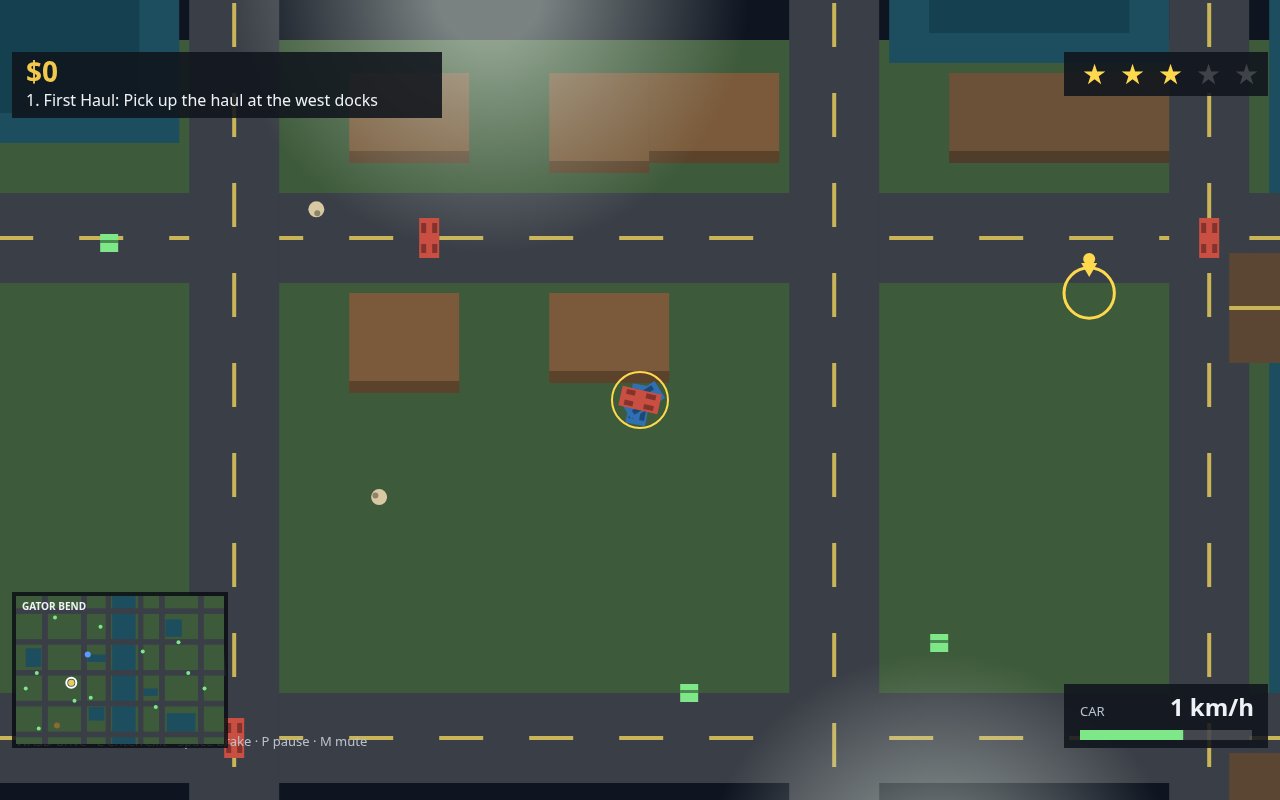 $0
1. First Haul: Pick up the haul at the west docks
GATOR BEND
CAR
1 km/h
brake · P pause · M mute